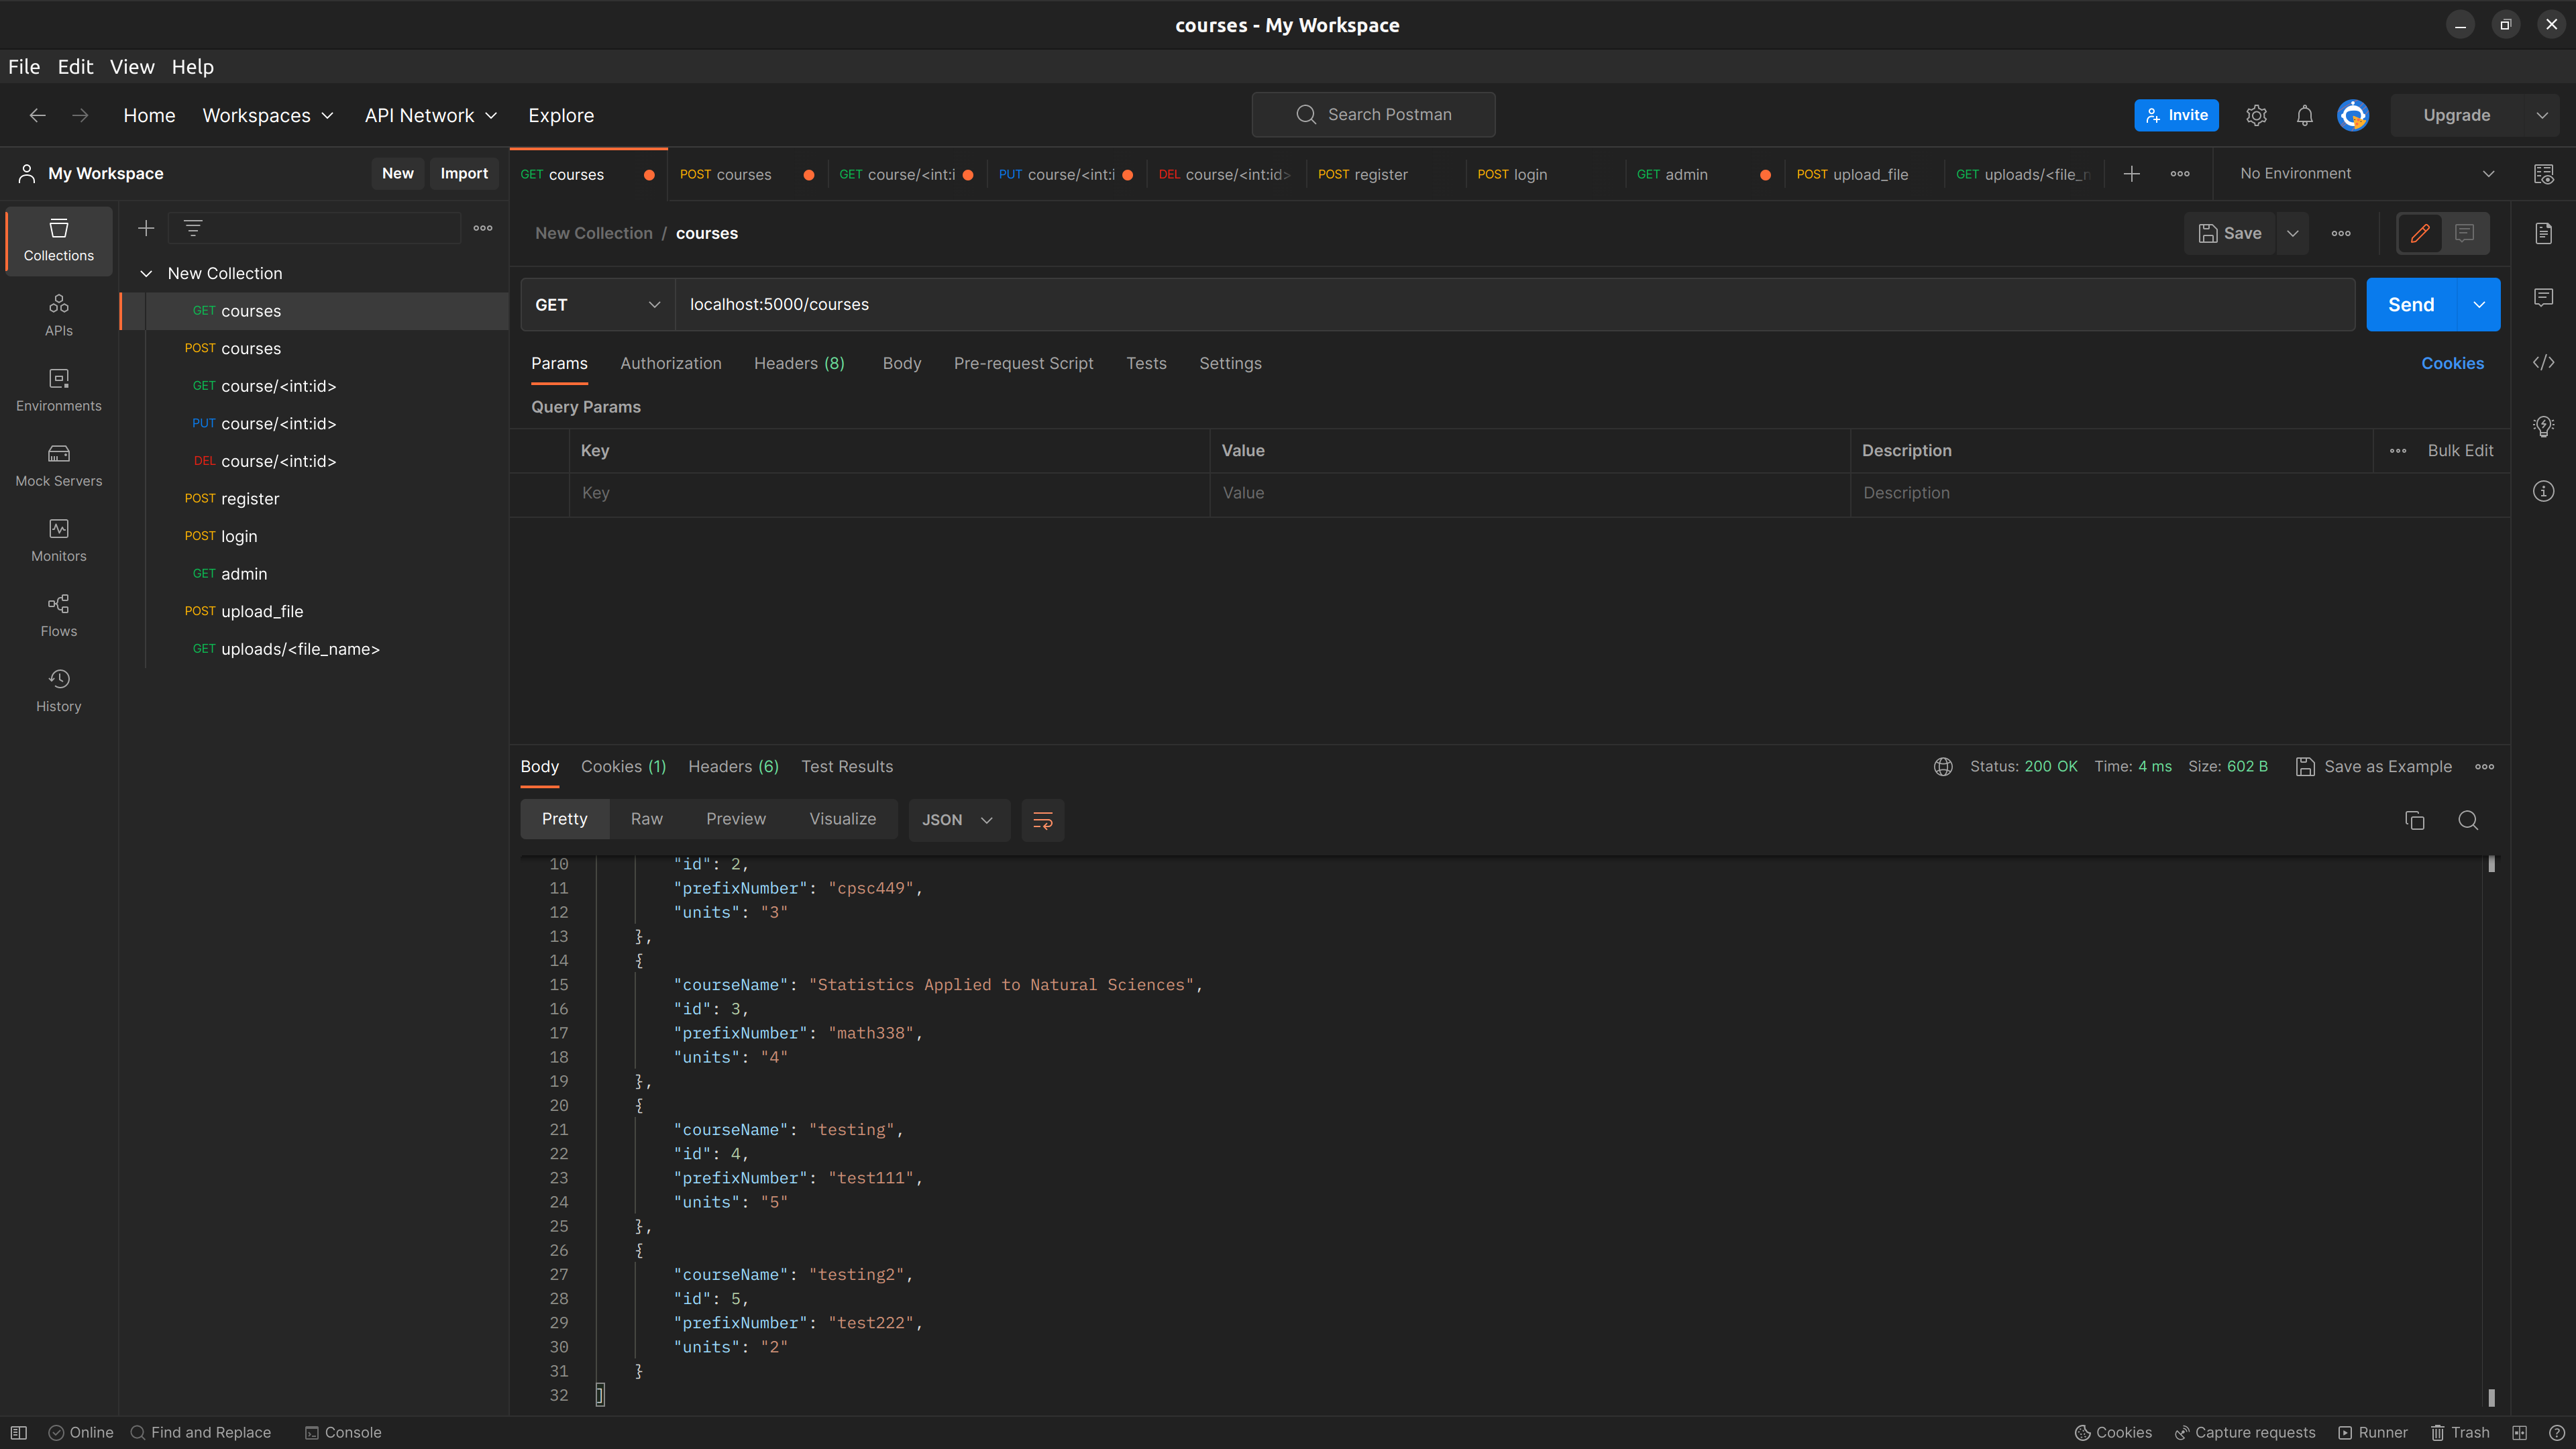 courses - My Workspace
File Edit View Help
Home Workspaces API Network Explore
Search Postman
Invite
Upgrade
My Workspace
New Import
GET courses
POST courses
GET course/<int:i
PUT course/<int:i
DEL course/<int:id>
POST register
POST login
GET admin
POST upload_file
GET uploads/<file_n
No Environment
Collections
APIs
Environments
Mock Servers
Monitors
Flows
History
New Collection
GET courses
POST courses
GET course/<int:id>
PUT course/<int:id>
DEL course/<int:id>
POST register
POST login
GET admin
POST upload_file
GET uploads/<file_name>
New Collection / courses
Save
GET localhost:5000/courses
Send
Params Authorization Headers (8) Body Pre-request Script Tests Settings
Cookies
Query Params
Key Value Description Bulk Edit
Key Value Description
Body Cookies (1) Headers (6) Test Results
Status: 200 OK Time: 4 ms Size: 602 B Save as Example
Pretty Raw Preview Visualize JSON
10 "id": 2,
11 "prefixNumber": "cpsc449",
12 "units": "3"
13 },
14 {
15 "courseName": "Statistics Applied to Natural Sciences",
16 "id": 3,
17 "prefixNumber": "math338",
18 "units": "4"
19 },
20 {
21 "courseName": "testing",
22 "id": 4,
23 "prefixNumber": "test111",
24 "units": "5"
25 },
26 {
27 "courseName": "testing2",
28 "id": 5,
29 "prefixNumber": "test222",
30 "units": "2"
31 }
32 ]
Online Find and Replace Console
Cookies Capture requests Runner Trash